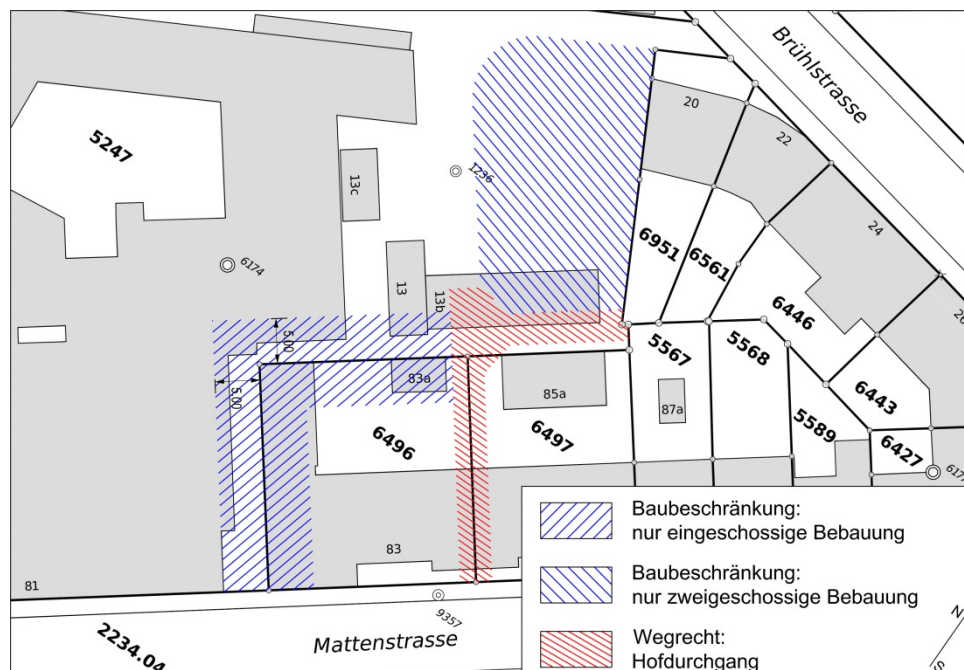 Brühlstrasse
20
22
24
26
5247
13c
1236
6174
13
13b
6951
6561
6446
6443
6427
5.00
5.00
83a
85a
87a
5567
5568
5589
6496
6497
83
81
9357
Mattenstrasse
2234.04
Baubeschränkung:
nur eingeschossige Bebauung
Baubeschränkung:
nur zweigeschossige Bebauung
Wegrecht:
Hofdurchgang
N
S